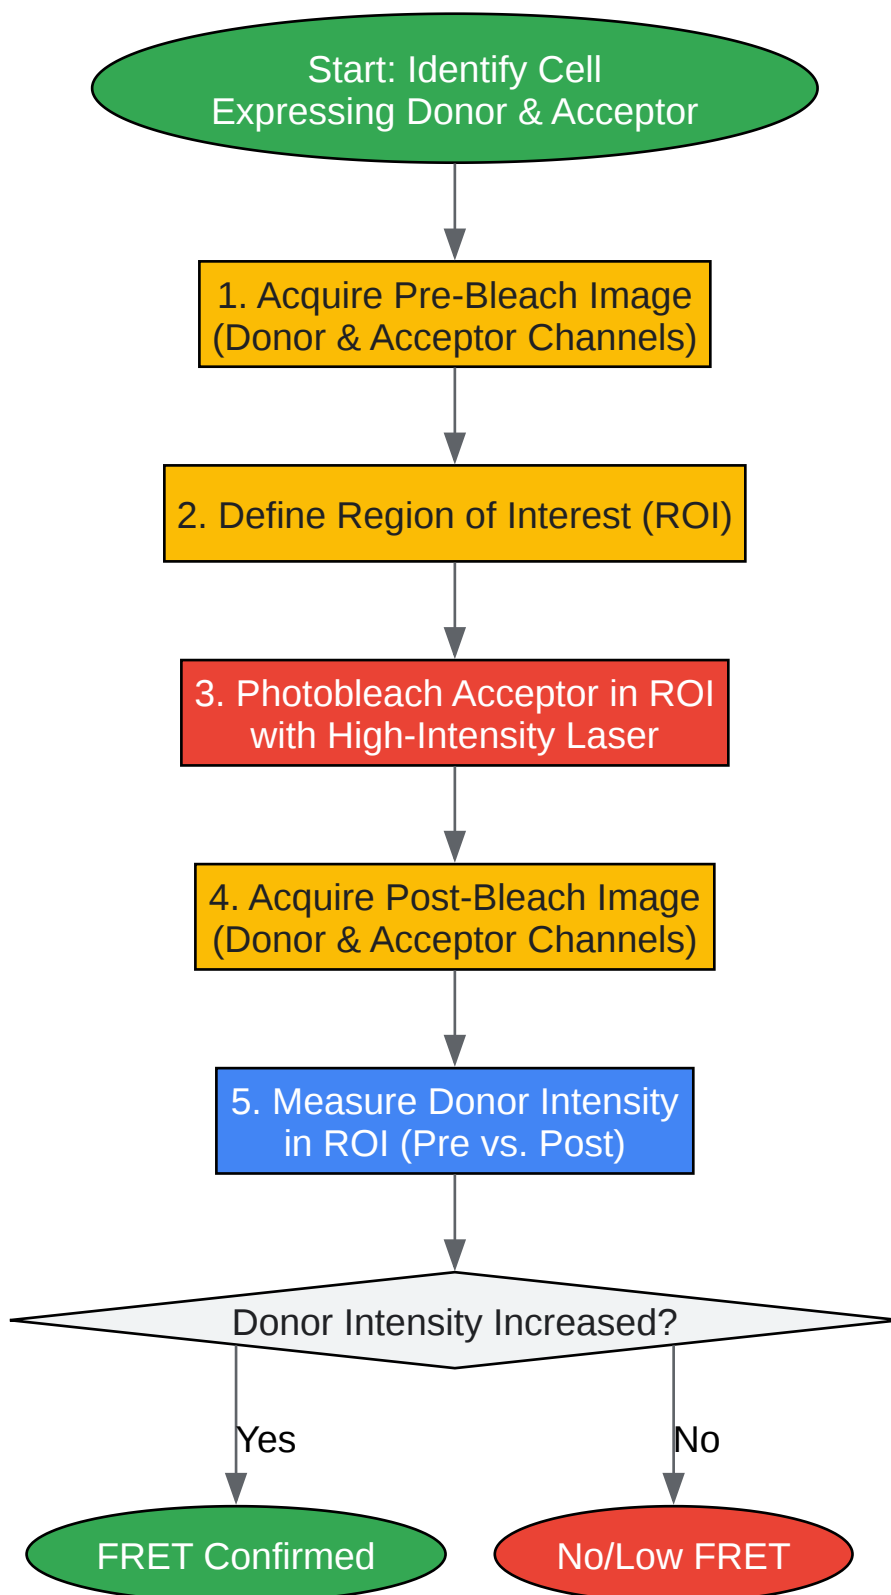 Start: Identify Cell
Expressing Donor & Acceptor
1. Acquire Pre-Bleach Image
(Donor & Acceptor Channels)
2. Define Region of Interest (ROI)
3. Photobleach Acceptor in ROI
with High-Intensity Laser
4. Acquire Post-Bleach Image
(Donor & Acceptor Channels)
5. Measure Donor Intensity
in ROI (Pre vs. Post)
Donor Intensity Increased?
Yes
No
FRET Confirmed
No/Low FRET